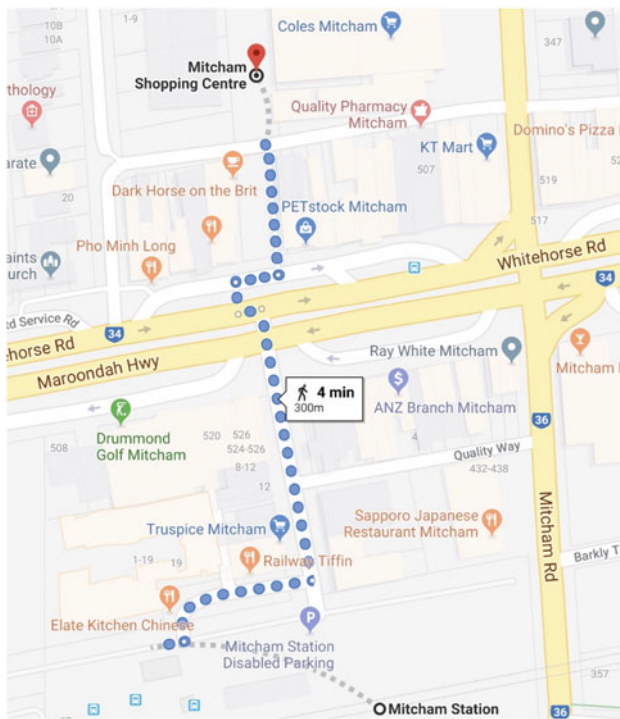 10B
10A
1-9
Coles Mitcham
347
Mitcham
Shopping Centre
thology
Quality Pharmacy
Mitcham
Domino's Pizza
arate
KT Mart
507
519
20
Dark Horse on the Brit
PETstock Mitcham
517
aints
hurch
Pho Minh Long
Whitehorse Rd
34
rd Service Rd
34
ehorse Rd
Maroondah Hwy
Ray White Mitcham
Mitcham
4 min
300m
ANZ Branch Mitcham
Drummond
Golf Mitcham
508
520
526
524-526
8-12
4
36
Quality Way
432-438
12
Mitcham Rd
Truspice Mitcham
Sapporo Japanese
Restaurant Mitcham
1-19
19
Railway Tiffin
Barkly T
Elate Kitchen Chinese
P
Mitcham Station
Disabled Parking
357
Mitcham Station
36